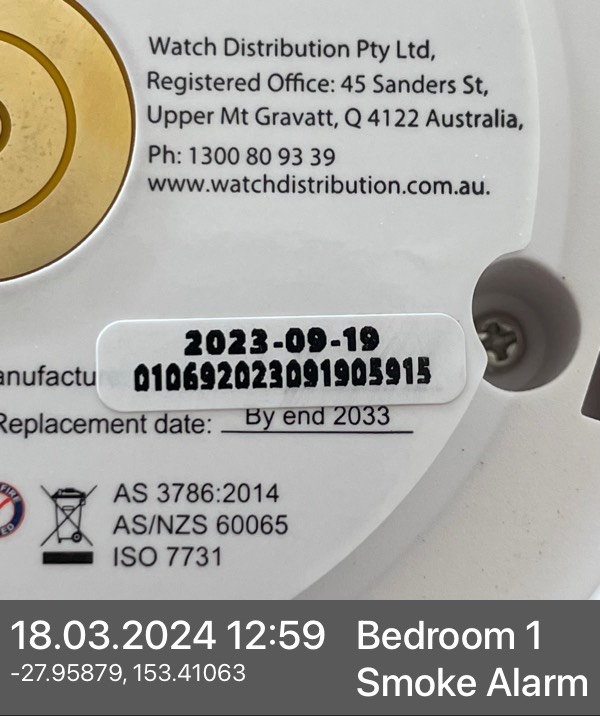 Watch Distribution Pty Ltd,
Registered Office: 45 Sanders St,
Upper Mt Gravatt, Q 4122 Australia,
Ph: 1300 80 93 39
www.watchdistribution.com.au.
2023-09-19
anufactu 010692023091905915
Replacement date: By end 2033
AS 3786:2014
AS/NZS 60065
ISO 7731
18.03.2024 12:59
-27.95879, 153.41063
Bedroom 1
Smoke Alarm